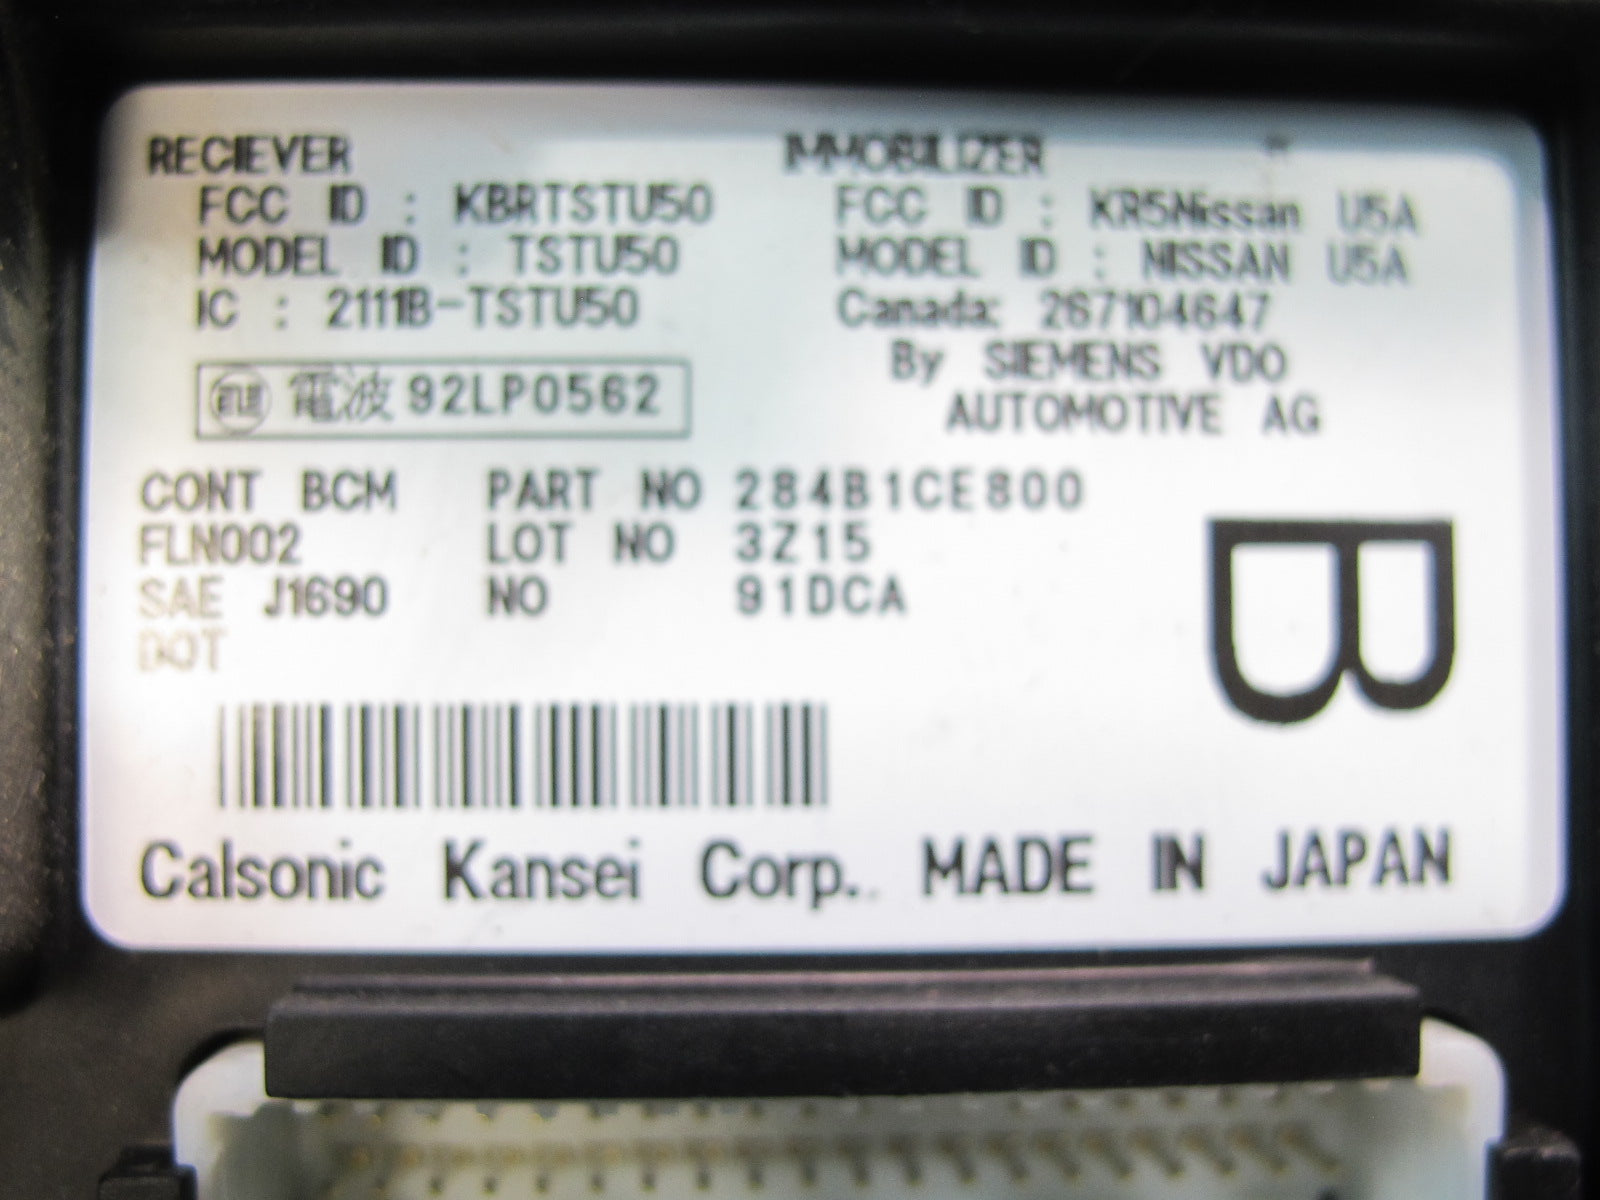 RECIEVER
FCC ID : KBRTSTU50
MODEL ID : TSTU50
IC : 2111B-TSTU50
電波 92LP0562
IMMOBILIZER
FCC ID : KR5Nissan U5A
MODEL ID : NISSAN U5A
Canada: 267104647
By SIEMENS VDO
AUTOMOTIVE AG
CONT BCM PART NO 284B1CE800
FLN002 LOT NO 3Z15
SAE J1690 NO 91DCA
DOT
B
Calsonic Kansei Corp.. MADE IN JAPAN